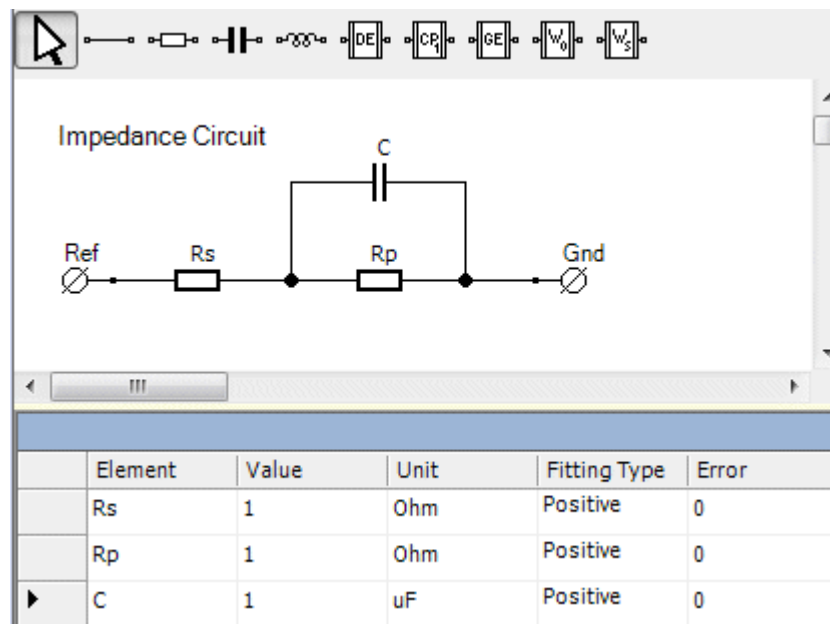 DE CP₁ GE W₀ Wₛ
Impedance Circuit
C
Ref Rs Rp Gnd
Element Value Unit Fitting Type Error
Rs 1 Ohm Positive 0
Rp 1 Ohm Positive 0
C 1 uF Positive 0